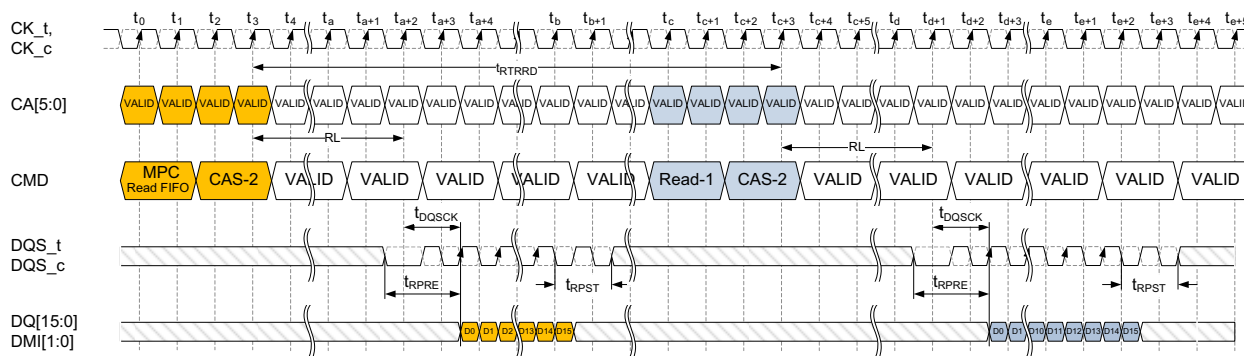 t0 t1 t2 t3 t4 ta ta+1 ta+2 ta+3 ta+4 tb tb+1 tc tc+1 tc+2 tc+3 tc+4 tc+5 td td+1 td+2 td+3 te te+1 te+2 te+3 te+4 te+5
CK_t,
CK_c
tRTRRD
CA[5:0] VALID VALID VALID VALID VALID VALID VALID VALID VALID VALID VALID VALID VALID VALID VALID VALID VALID VALID VALID VALID VALID VALID VALID VALID VALID VALID VALID VALID VALID VALID
RL RL
CMD MPC Read FIFO CAS-2 VALID VALID VALID VALID VALID Read-1 CAS-2 VALID VALID VALID VALID VALID VALID
tDQSCK tDQSCK
DQS_t
DQS_c
tRPRE tRPST tRPRE tRPST
DQ[15:0]
DMI[1:0]
D0 D1 D2 D13 D14 D15 D0 D1 D10 D11 D12 D13 D14 D15